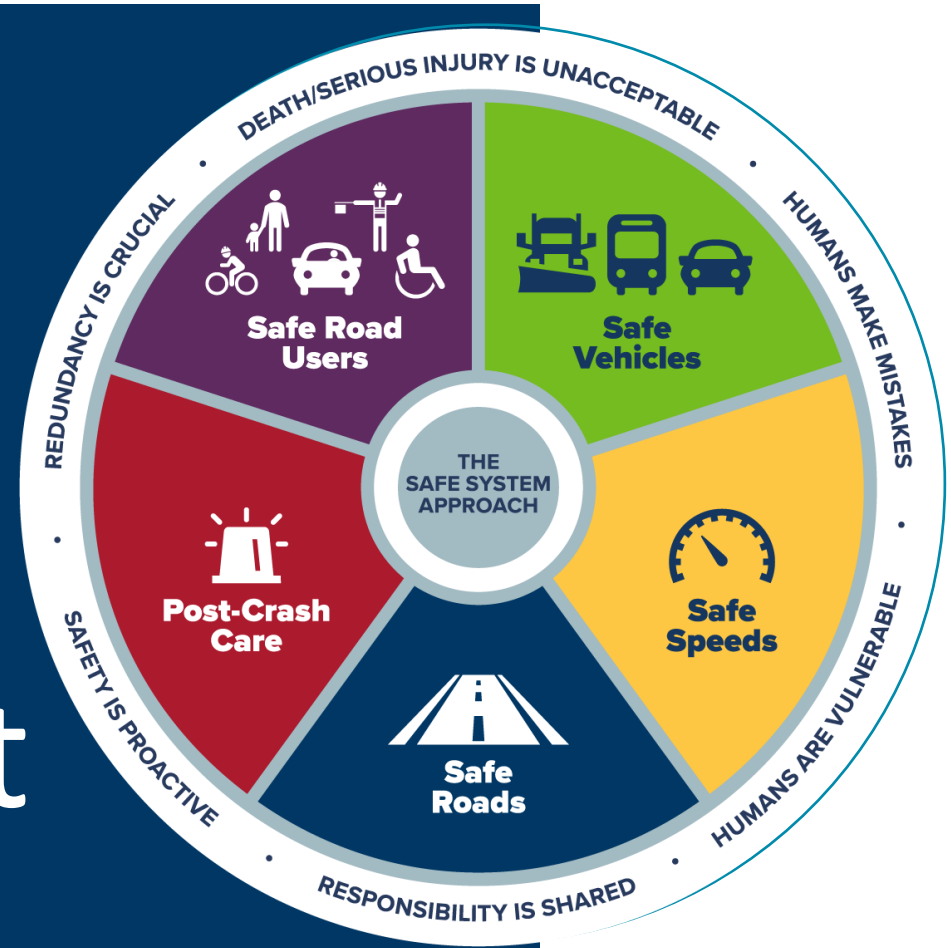 DEATH/SERIOUS INJURY IS UNACCEPTABLE
HUMANS MAKE MISTAKES
HUMANS ARE VULNERABLE
RESPONSIBILITY IS SHARED
SAFETY IS PROACTIVE
REDUNDANCY IS CRUCIAL
Safe Road
Users
Safe
Vehicles
THE
SAFE SYSTEM
APPROACH
Post-Crash
Care
Safe
Speeds
Safe
Roads
t